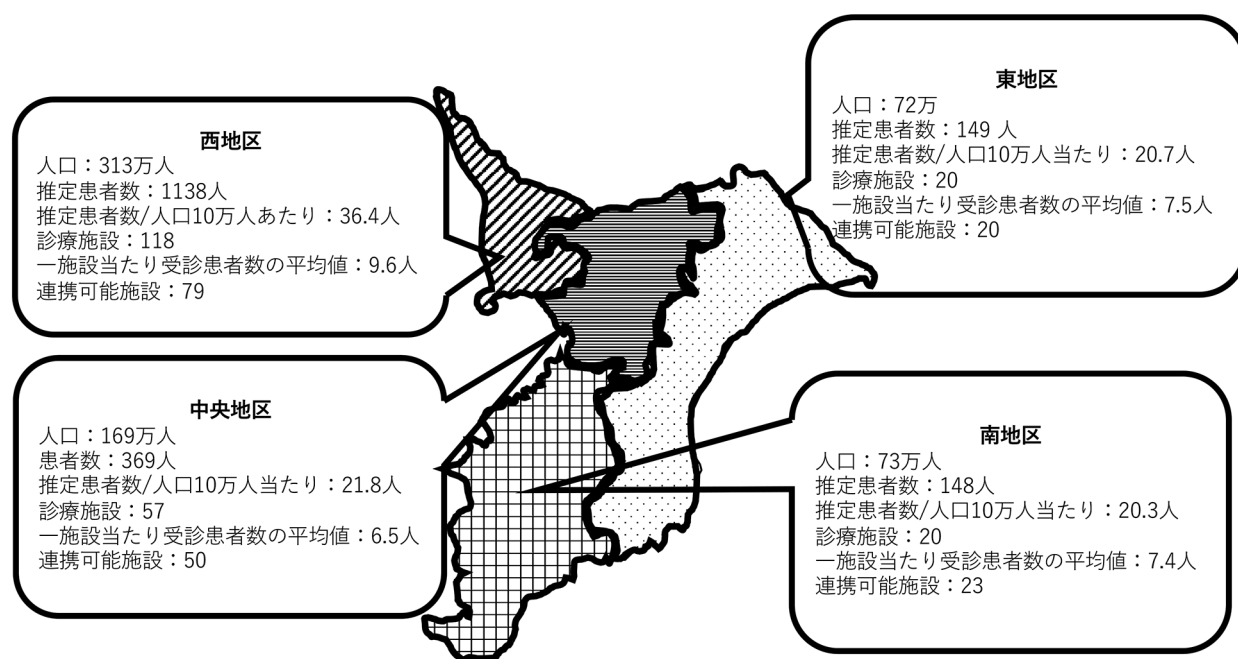 西地区
人口：313万人
推定患者数：1138人
推定患者数/人口10万人あたり：36.4人
診療施設：118
一施設当たり受診患者数の平均値：9.6人
連携可能施設：79
東地区
人口：72万
推定患者数：149 人
推定患者数/人口10万人当たり：20.7人
診療施設：20
一施設当たり受診患者数の平均値：7.5人
連携可能施設：20
中央地区
人口：169万人
患者数：369人
推定患者数/人口10万人当たり：21.8人
診療施設：57
一施設当たり受診患者数の平均値：6.5人
連携可能施設：50
南地区
人口：73万人
推定患者数：148人
推定患者数/人口10万人当たり：20.3人
診療施設：20
一施設当たり受診患者数の平均値：7.4人
連携可能施設：23